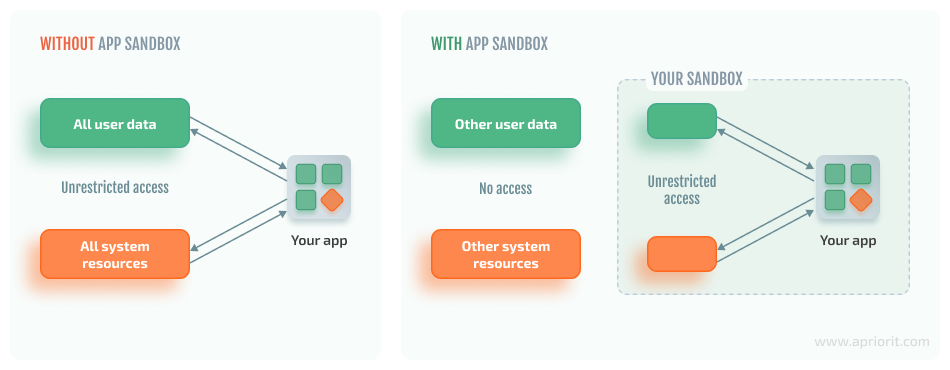 WITHOUT APP SANDBOX
All user data
Unrestricted access
All system
resources
Your app
WITH APP SANDBOX
Other user data
No access
Other system
resources
YOUR SANDBOX
Unrestricted
access
Your app
www.apriorit.com